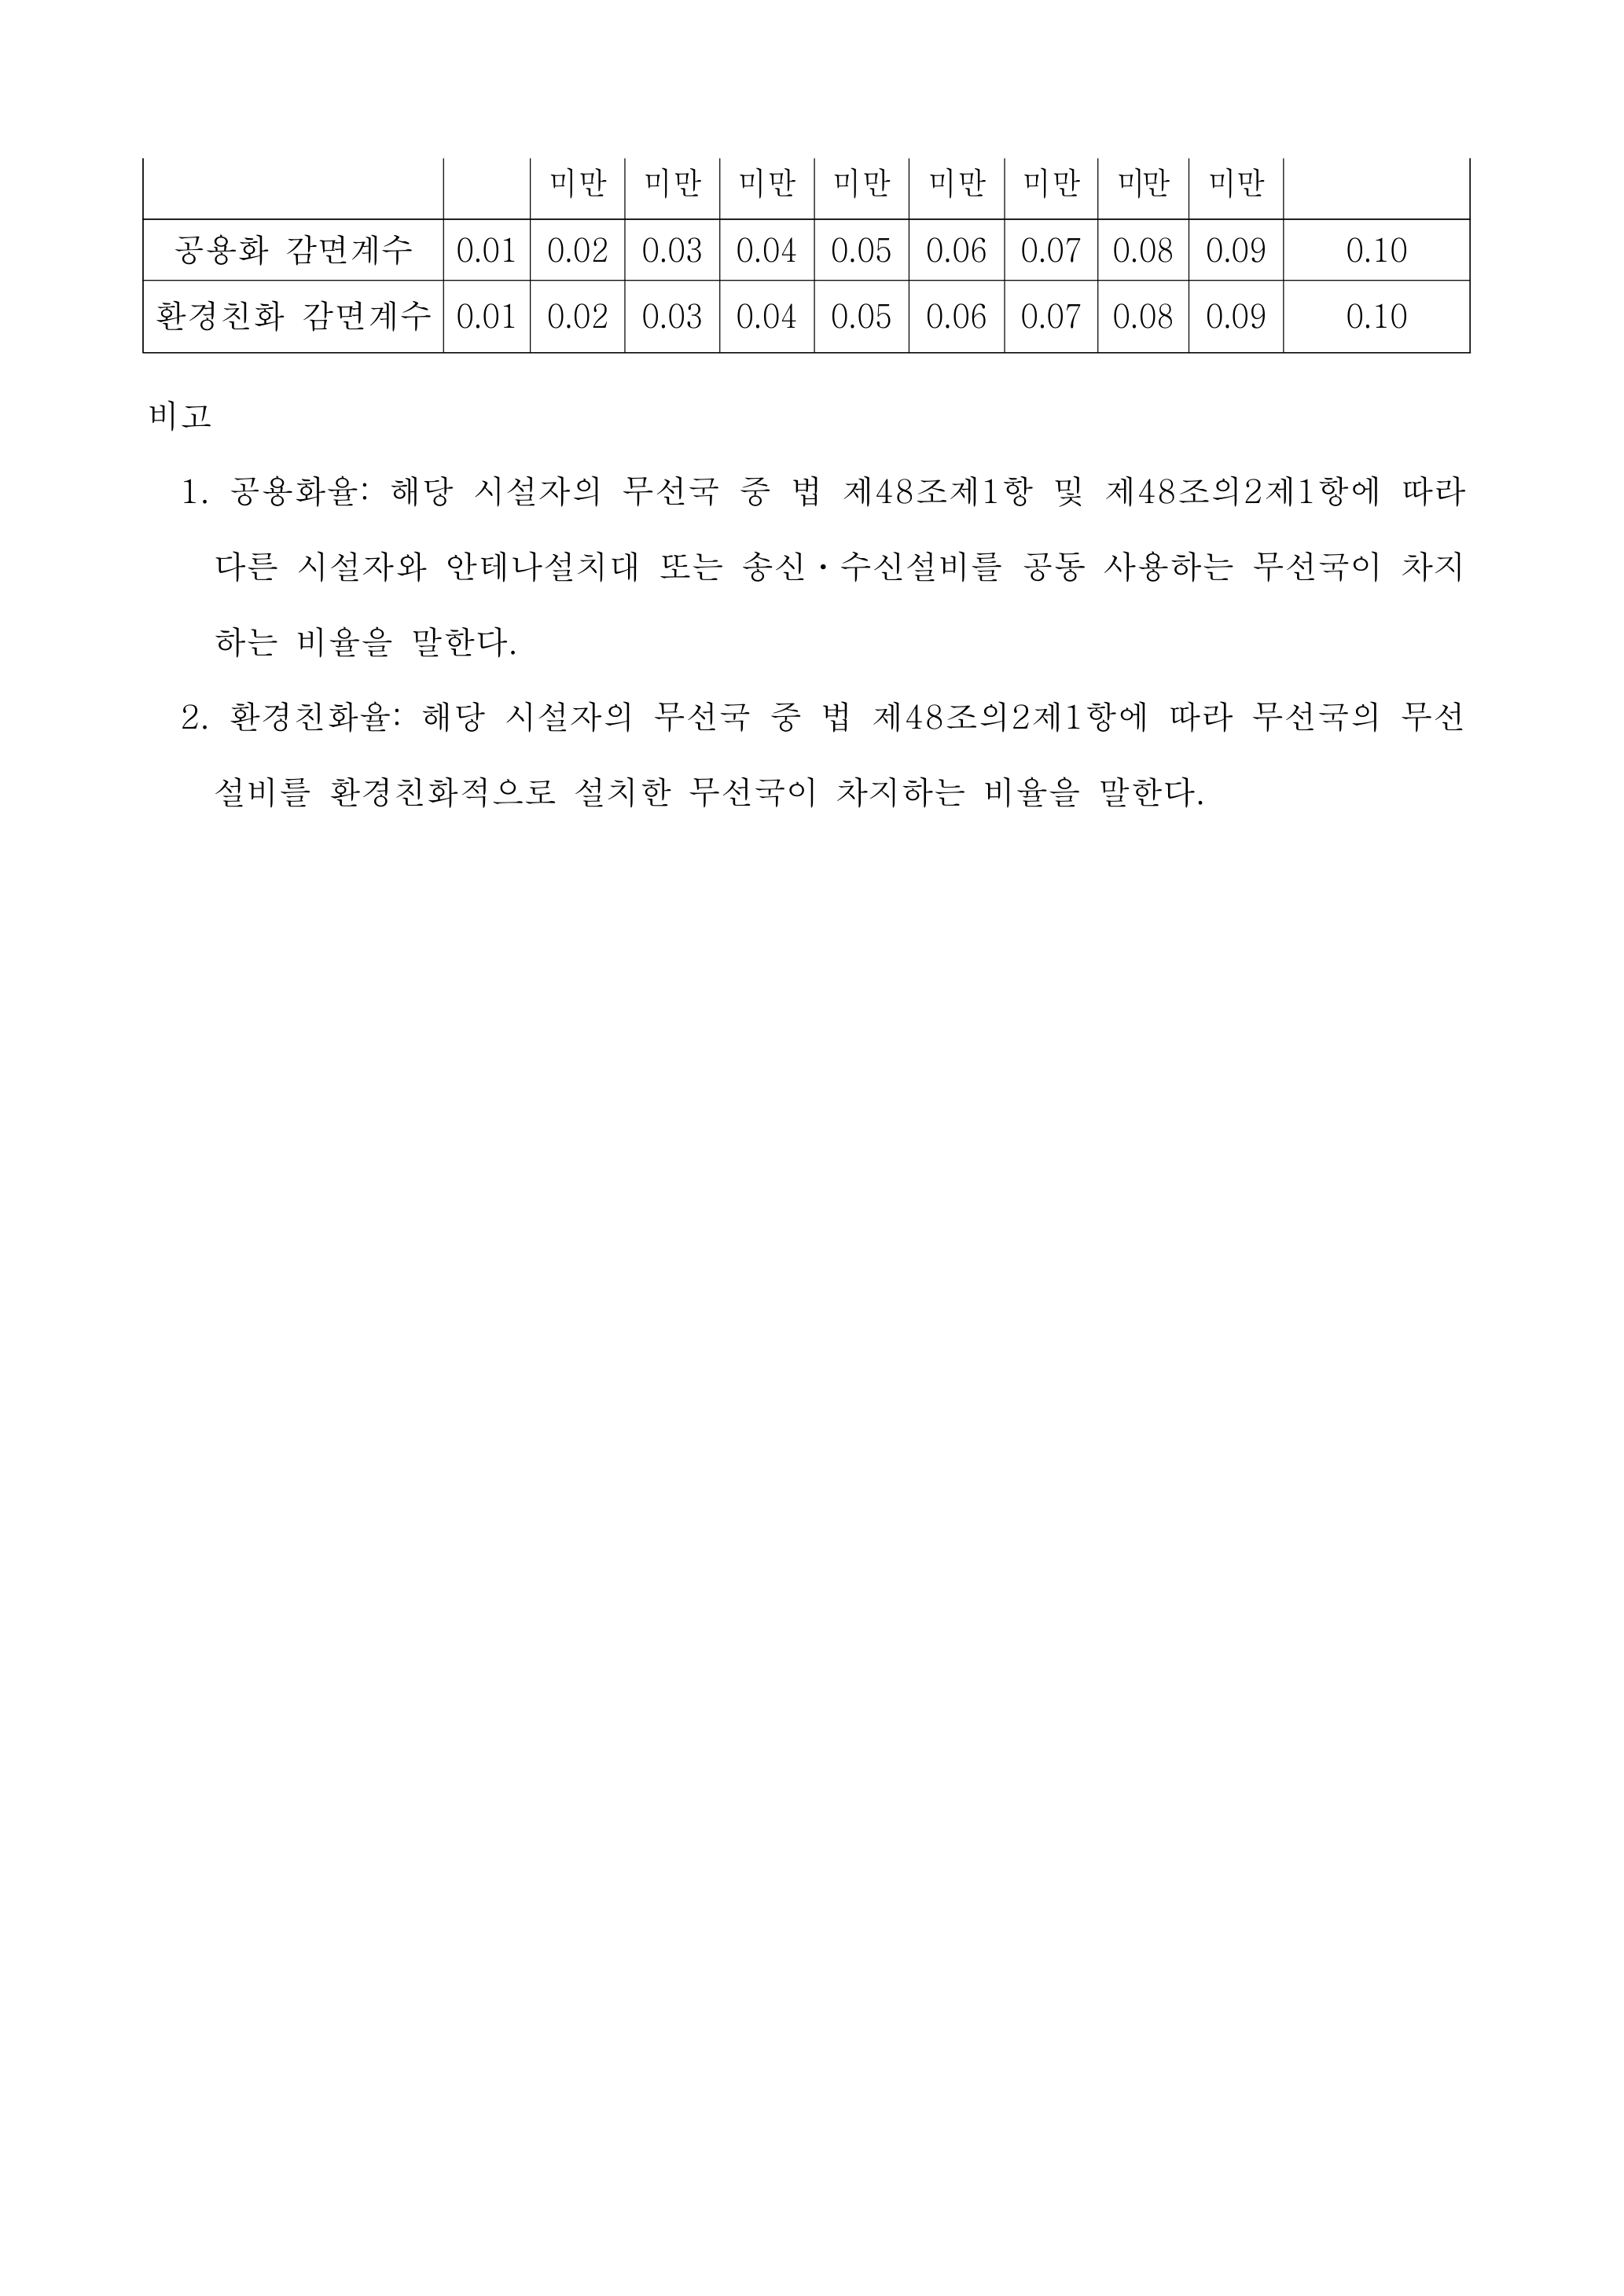 미만 미만 미만 미만 미만 미만 미만 미만
공용화 감면계수 0.01 0.02 0.03 0.04 0.05 0.06 0.07 0.08 0.09 0.10
환경친화 감면계수 0.01 0.02 0.03 0.04 0.05 0.06 0.07 0.08 0.09 0.10
비고
1. 공용화율: 해당 시설자의 무선국 중 법 제48조제1항 및 제48조의2제1항에 따라
다른 시설자와 안테나설치대 또는 송신·수신설비를 공동 사용하는 무선국이 차지
하는 비율을 말한다.
2. 환경친화율: 해당 시설자의 무선국 중 법 제48조의2제1항에 따라 무선국의 무선
설비를 환경친화적으로 설치한 무선국이 차지하는 비율을 말한다.